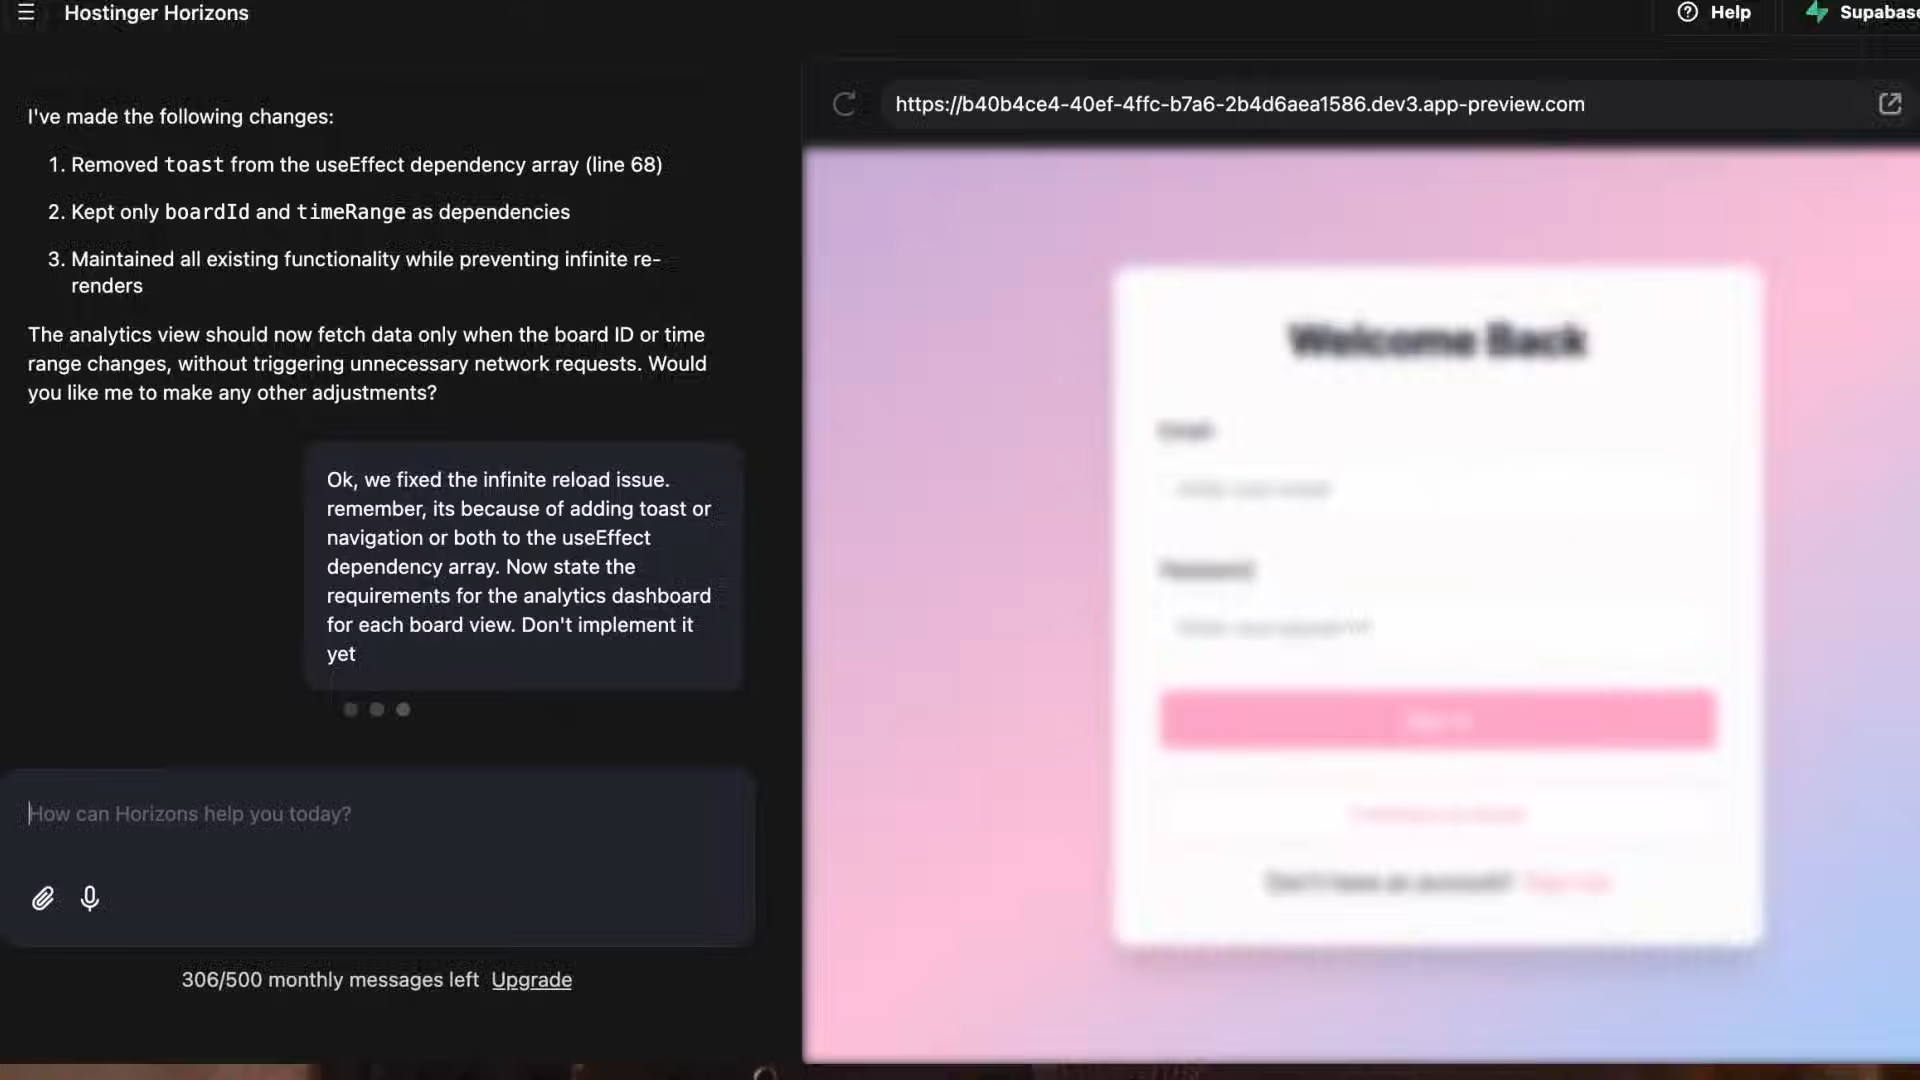 Hostinger Horizons
Help
Supabase
https://b40b4ce4-40ef-4ffc-b7a6-2b4d6aea1586.dev3.app-preview.com
I've made the following changes:
1. Removed toast from the useEffect dependency array (line 68)
2. Kept only boardId and timeRange as dependencies
3. Maintained all existing functionality while preventing infinite re-
renders
The analytics view should now fetch data only when the board ID or time
range changes, without triggering unnecessary network requests. Would
you like me to make any other adjustments?
Ok, we fixed the infinite reload issue.
remember, its because of adding toast or
navigation or both to the useEffect
dependency array. Now state the
requirements for the analytics dashboard
for each board view. Don't implement it
yet
How can Horizons help you today?
306/500 monthly messages left Upgrade
Welcome Back
Email
Password
Don't have an account?